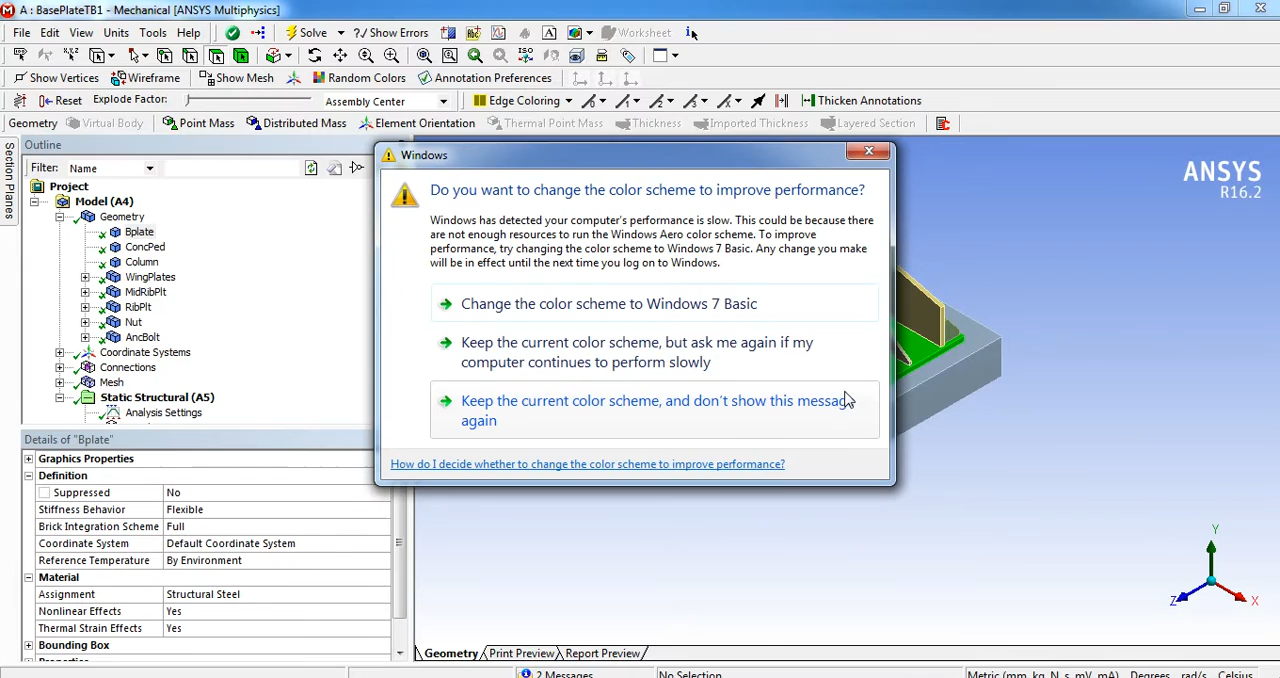 A : BasePlateTB1 - Mechanical [ANSYS Multiphysics]
File Edit View Units Tools Help Solve ?/ Show Errors Worksheet
Show Vertices Wireframe Show Mesh Random Colors Annotation Preferences
Reset Explode Factor: Assembly Center Edge Coloring Thicken Annotations
Geometry Virtual Body Point Mass Distributed Mass Element Orientation Thermal Point Mass Thickness Imported Thickness Layered Section
Section Planes
Outline
Filter: Name
Project
Model (A4)
Geometry
Bplate
ConcPed
Column
WingPlates
MidRibPlt
RibPlt
Nut
AncBolt
Coordinate Systems
Connections
Mesh
Static Structural (A5)
Analysis Settings
Details of "Bplate"
Graphics Properties
Definition
Suppressed No
Stiffness Behavior Flexible
Brick Integration Scheme Full
Coordinate System Default Coordinate System
Reference Temperature By Environment
Material
Assignment Structural Steel
Nonlinear Effects Yes
Thermal Strain Effects Yes
Bounding Box
Windows
Do you want to change the color scheme to improve performance?
Windows has detected your computer's performance is slow. This could be because there
are not enough resources to run the Windows Aero color scheme. To improve
performance, try changing the color scheme to Windows 7 Basic. Any change you make
will be in effect until the next time you log on to Windows.
Change the color scheme to Windows 7 Basic
Keep the current color scheme, but ask me again if my
computer continues to perform slowly
Keep the current color scheme, and don't show this message
again
How do I decide whether to change the color scheme to improve performance?
ANSYS
R16.2
Y
Z
X
Geometry Print Preview Report Preview
2 Messages No Selection Metric (mm, kg, N, s, mV, mA) Degrees rad/s Celsius